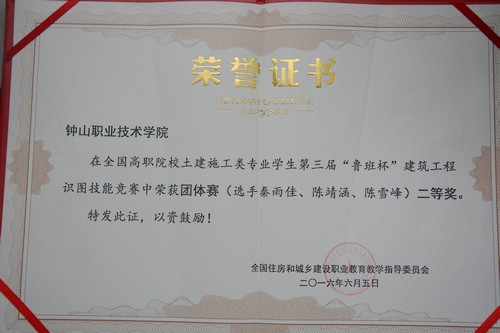 荣誉证书
钟山职业技术学院
在全国高职院校土建施工类专业学生第三届“鲁班杯”建筑工程
识图技能竞赛中荣获团体赛（选手秦雨佳、陈靖涵、陈雪峰）二等奖。
特发此证，以资鼓励！
全国住房和城乡建设职业教育教学指导委员会
二〇一六年六月五日